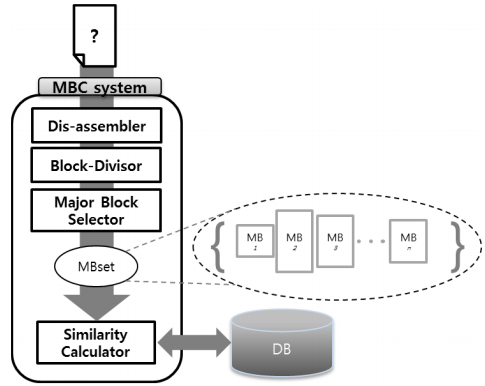 ?
MBC system
Dis-assembler
Block-Divisor
Major Block
Selector
MBset
{ MB MB MB • • • MB }
1 2 3 n
Similarity
Calculator
DB